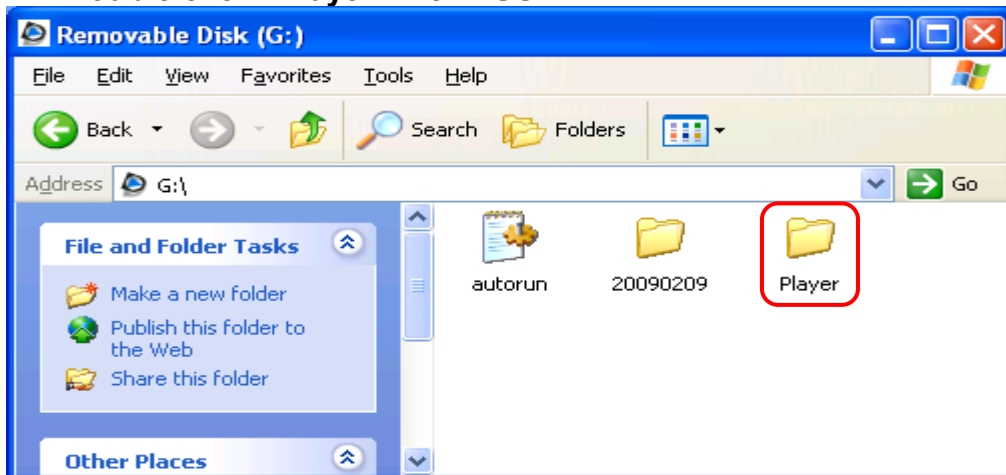 Removable Disk (G:)
File Edit View Favorites Tools Help
Back Search Folders
Address G:\ Go
File and Folder Tasks
Make a new folder
Publish this folder to
the Web
Share this folder
Other Places
autorun 20090209 Player